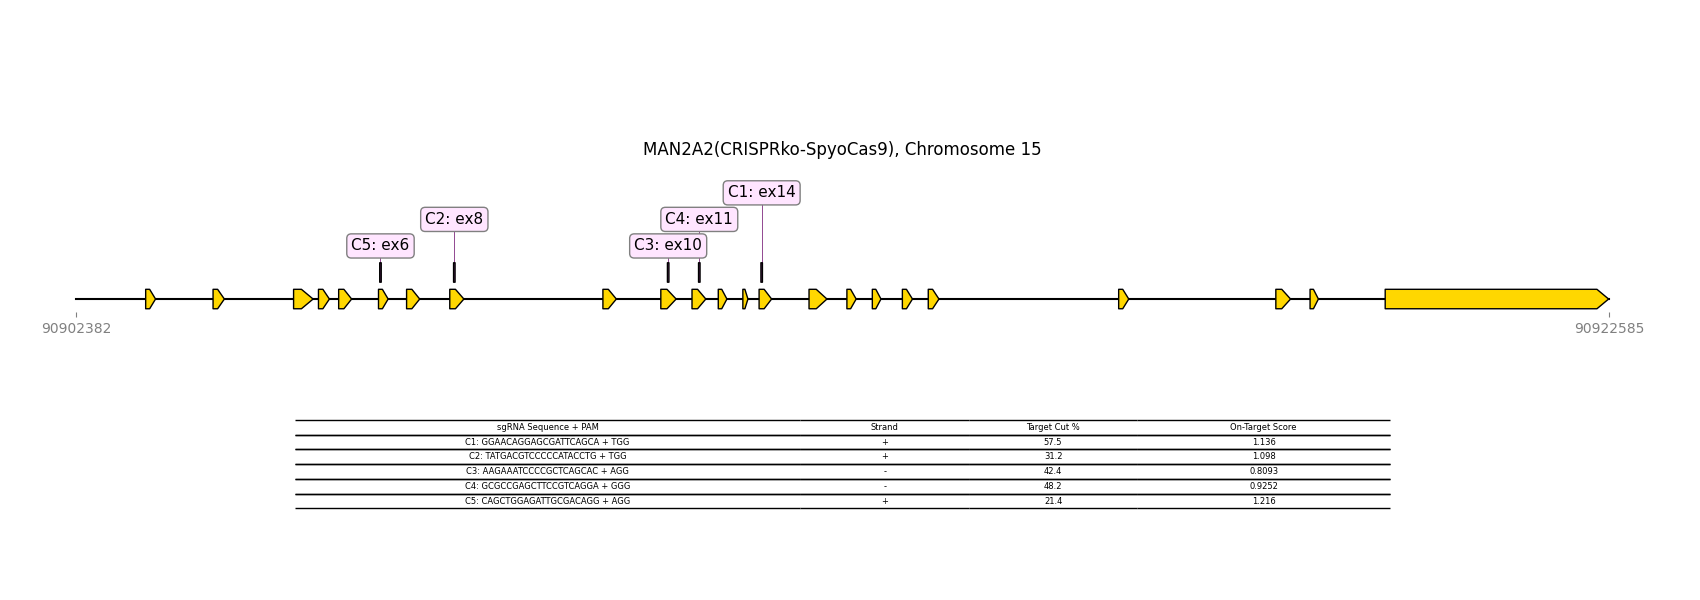 MAN2A2(CRISPRko-SpyoCas9), Chromosome 15
C1: ex14
C2: ex8
C4: ex11
C5: ex6
C3: ex10
90902382
90922585
sgRNA Sequence + PAM Strand Target Cut % On-Target Score
C1: GGAACAGGAGCGATTCAGCA + TGG + 57.5 1.136
C2: TATGACGTCCCCCATACCTG + TGG + 31.2 1.098
C3: AAGAAATCCCCGCTCAGCAC + AGG - 42.4 0.8093
C4: GCGCCGAGCTTCCGTCAGGA + GGG - 48.2 0.9252
C5: CAGCTGGAGATTGCGACAGG + AGG + 21.4 1.216